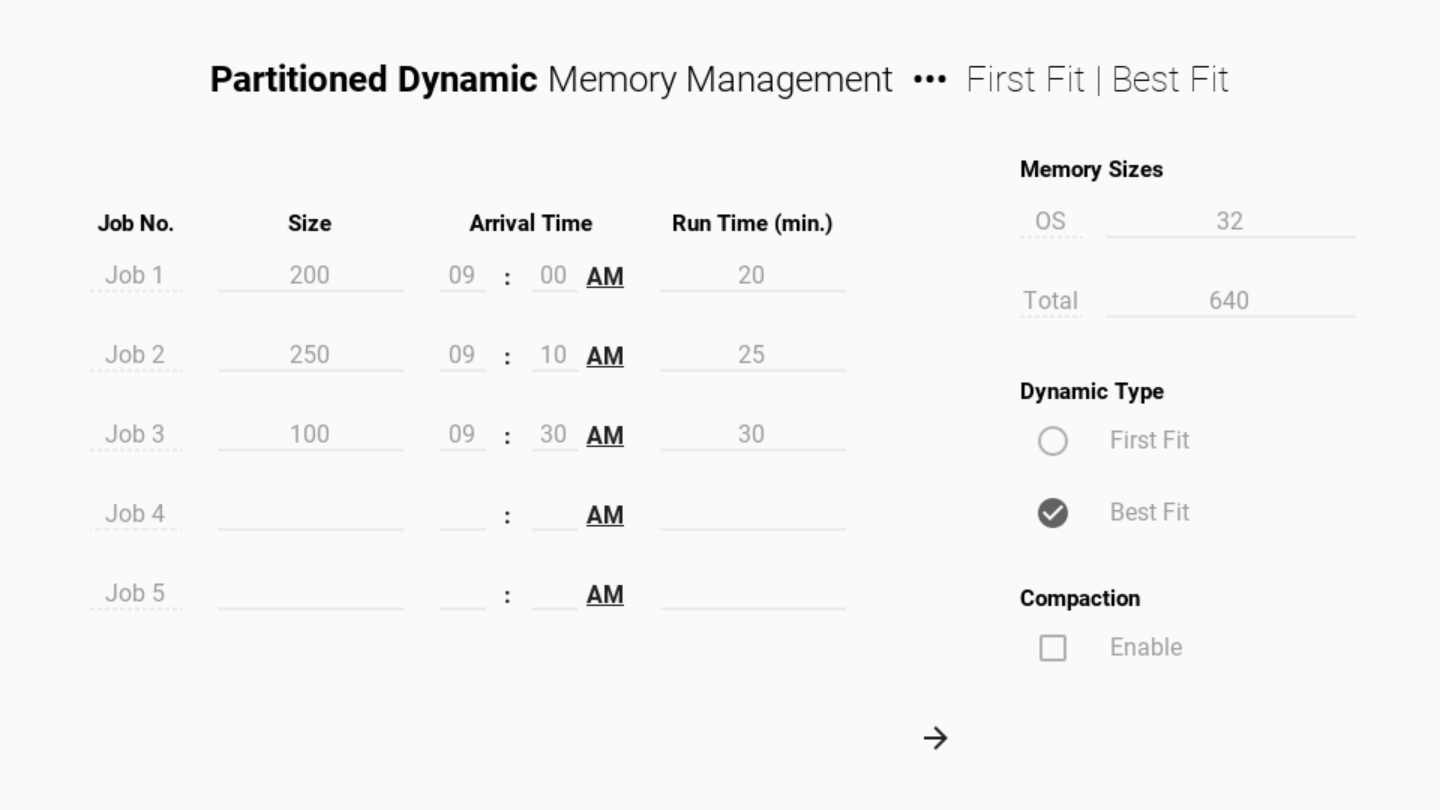 Partitioned Dynamic Memory Management ••• First Fit | Best Fit
Job No. Size Arrival Time Run Time (min.)
Job 1 200 09 : 00 AM 20
Job 2 250 09 : 10 AM 25
Job 3 100 09 : 30 AM 30
Job 4 : AM
Job 5 : AM
Memory Sizes
OS 32
Total 640
Dynamic Type
First Fit
Best Fit
Compaction
Enable